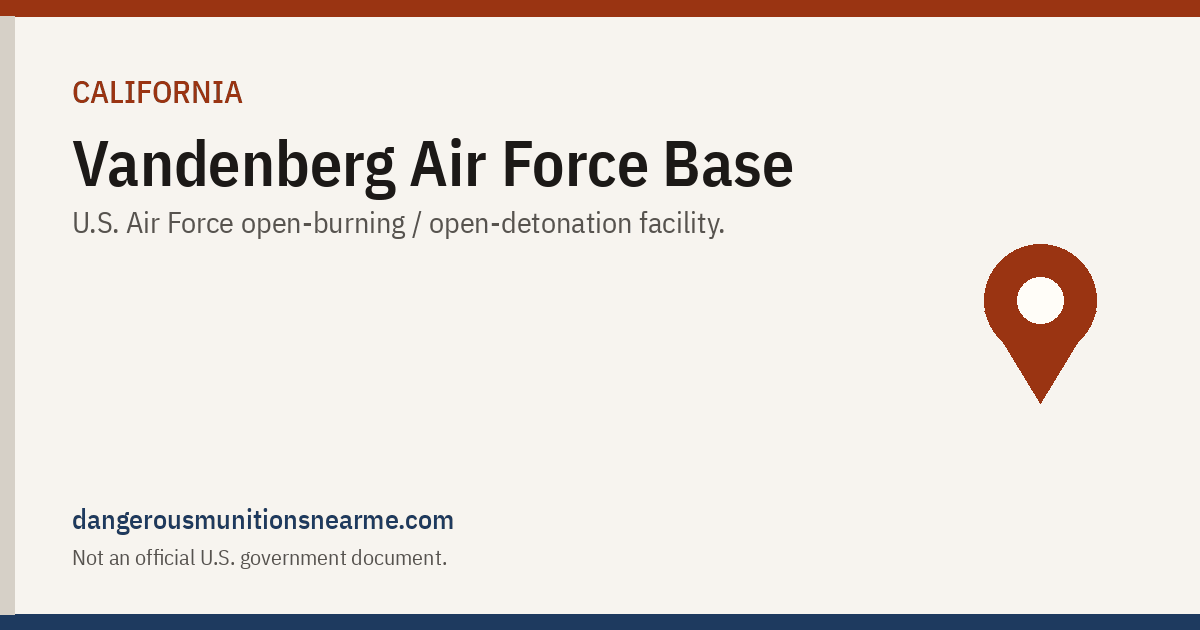 CALIFORNIA
Vandenberg Air Force Base
U.S. Air Force open-burning / open-detonation facility.
dangerousmunitionsnearme.com
Not an official U.S. government document.